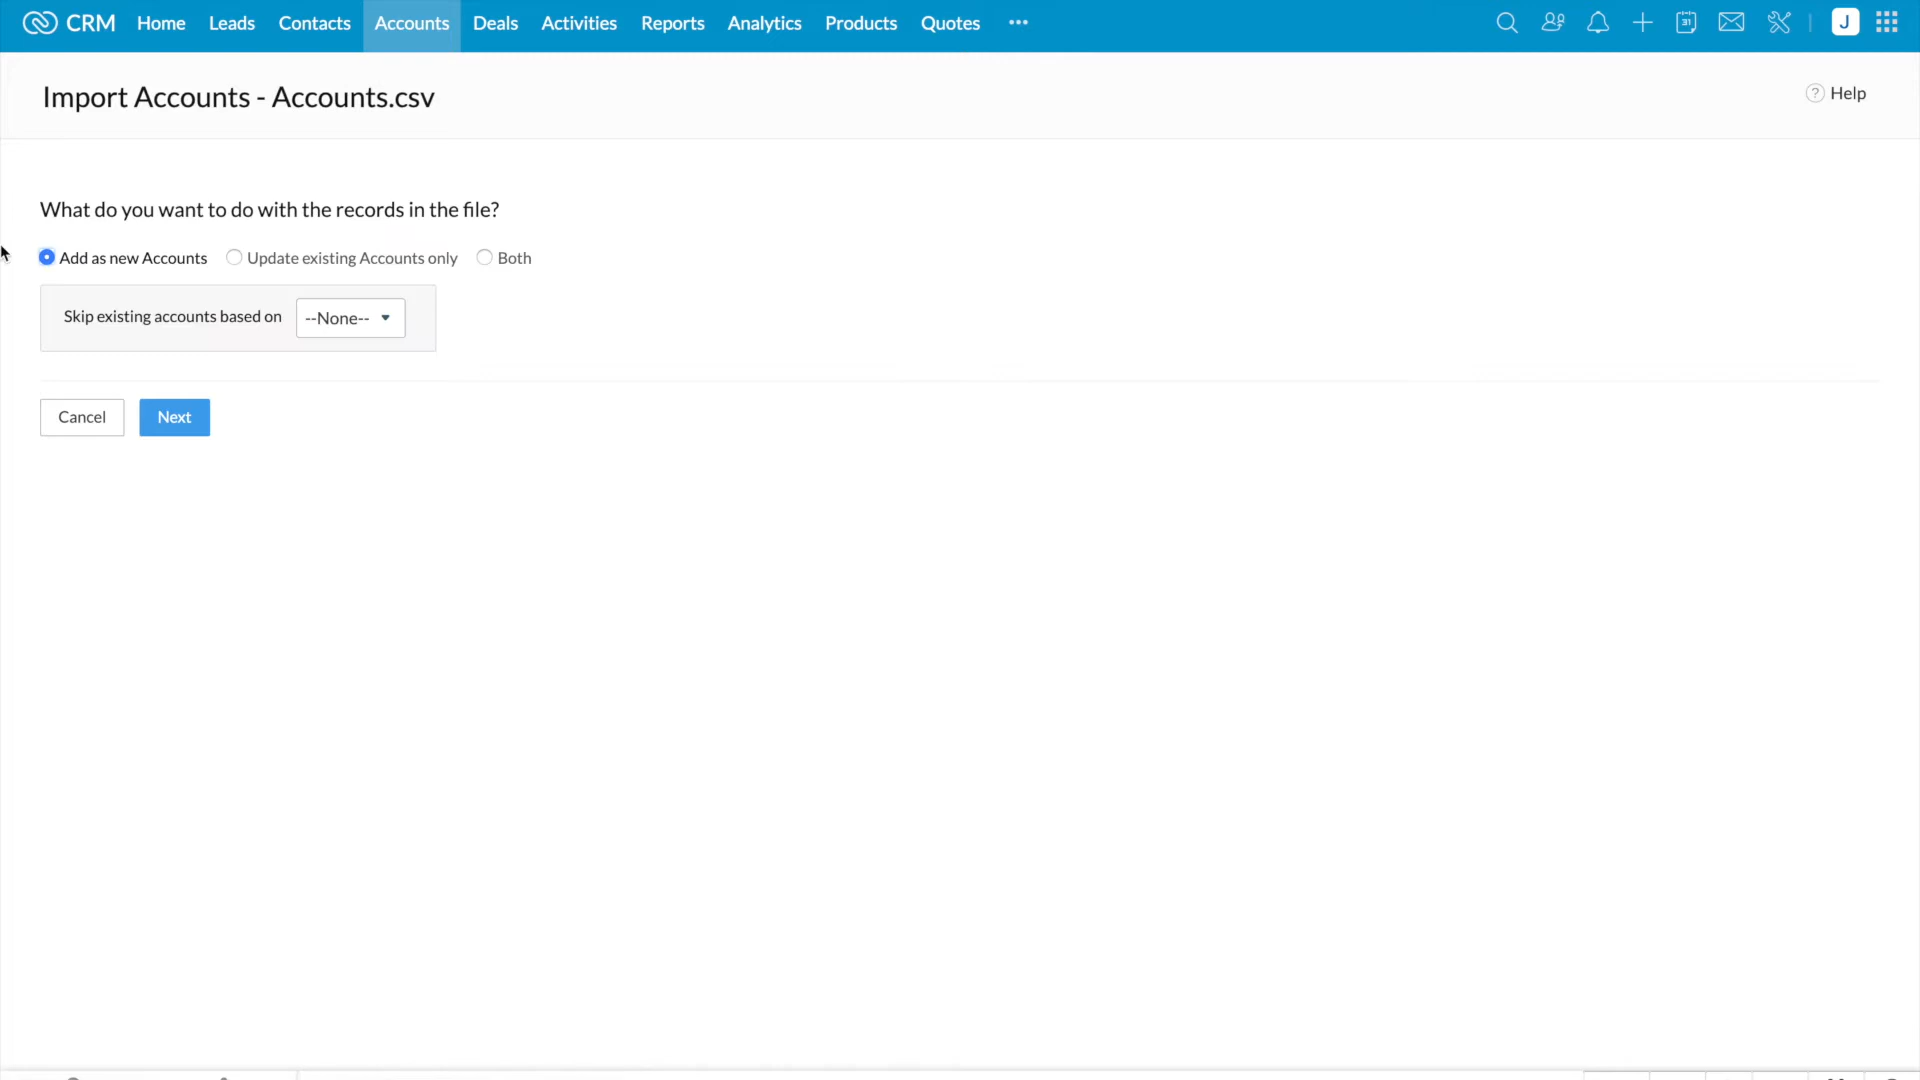 CRM Home Leads Contacts Accounts Deals Activities Reports Analytics Products Quotes ••• 31 J
Import Accounts - Accounts.csv
? Help
What do you want to do with the records in the file?
Add as new Accounts Update existing Accounts only Both
Skip existing accounts based on --None--
Cancel Next